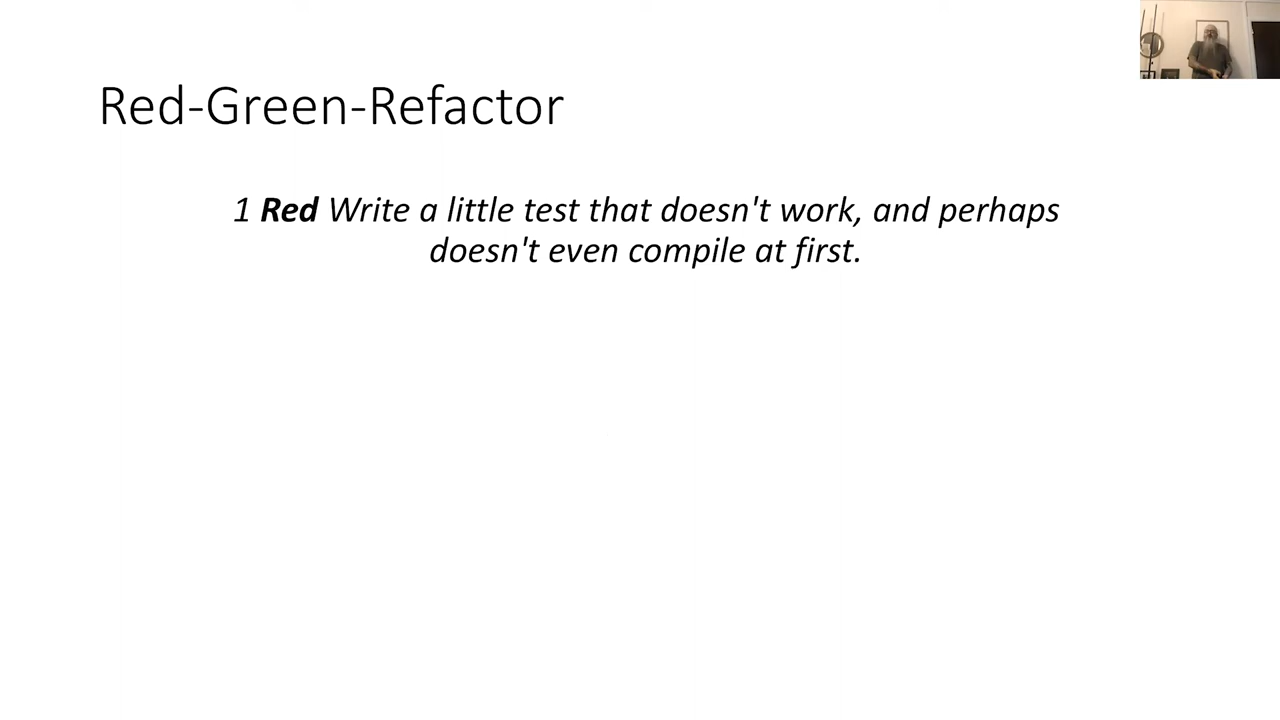 Red-Green-Refactor
1 Red Write a little test that doesn't work, and perhaps
doesn't even compile at first.